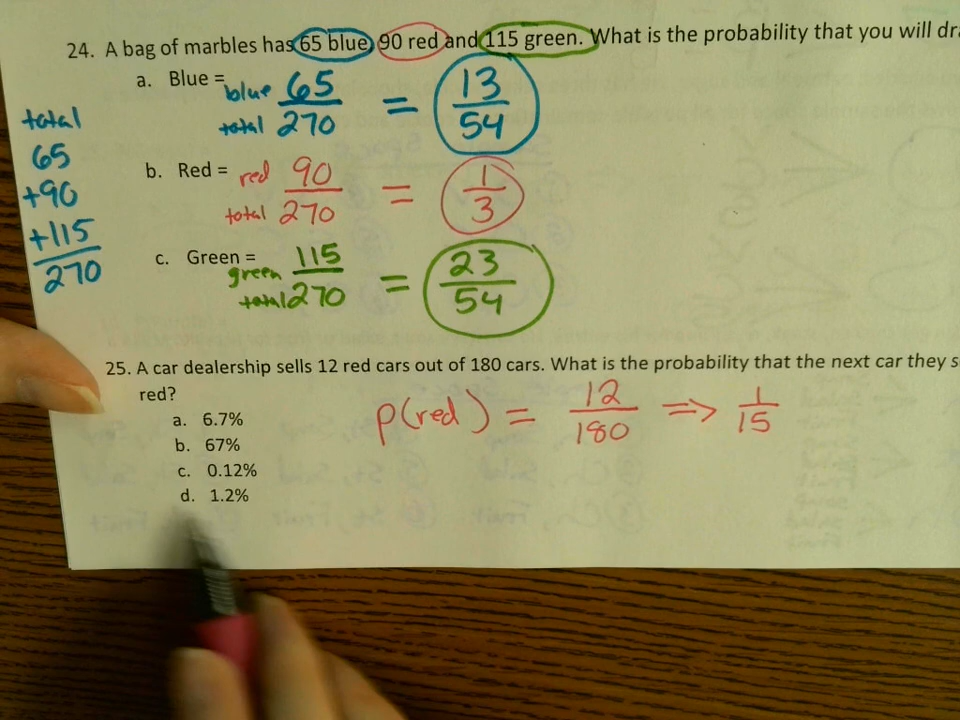 24. A bag of marbles has 65 blue, 90 red and 115 green. What is the probability that you will
a. Blue = blue 65 / total 270 = 13/54
total
65
+90
+115
270
b. Red = red 90 / total 270 = 1/3
c. Green = green 115 / total 270 = 23/54
25. A car dealership sells 12 red cars out of 180 cars. What is the probability that the next car they
red?
P(red) = 12/180 => 1/15
a. 6.7%
b. 67%
c. 0.12%
d. 1.2%